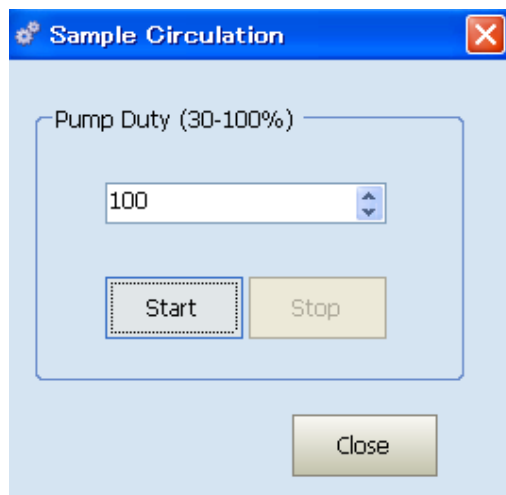 Sample Circulation
Pump Duty (30-100%)
100
Start Stop
Close